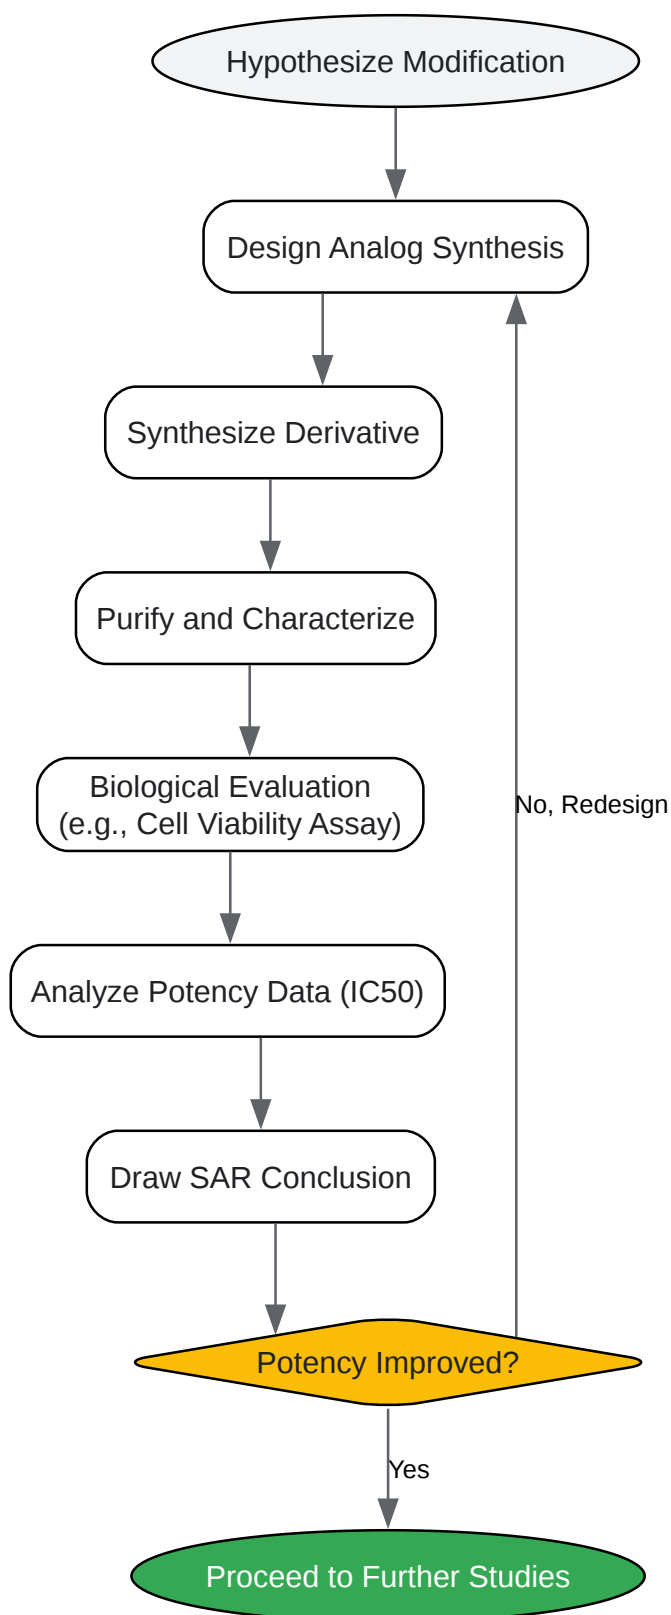 Hypothesize Modification
Design Analog Synthesis
Synthesize Derivative
Purify and Characterize
Biological Evaluation
(e.g., Cell Viability Assay)
No, Redesign
Analyze Potency Data (IC50)
Draw SAR Conclusion
Potency Improved?
Yes
Proceed to Further Studies